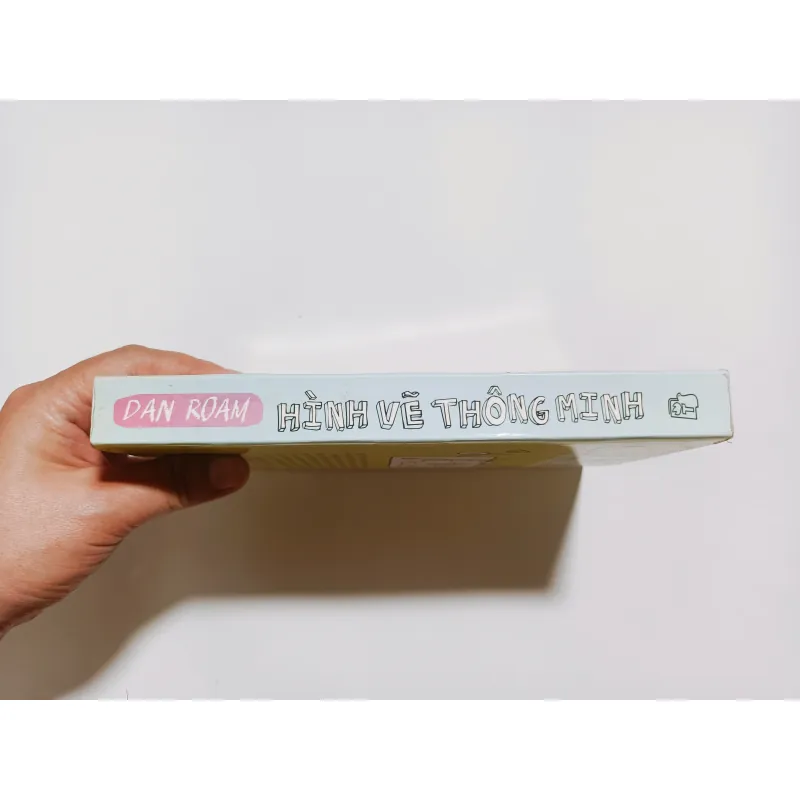 DAN ROAM HÌNH VẼ THÔNG MINH